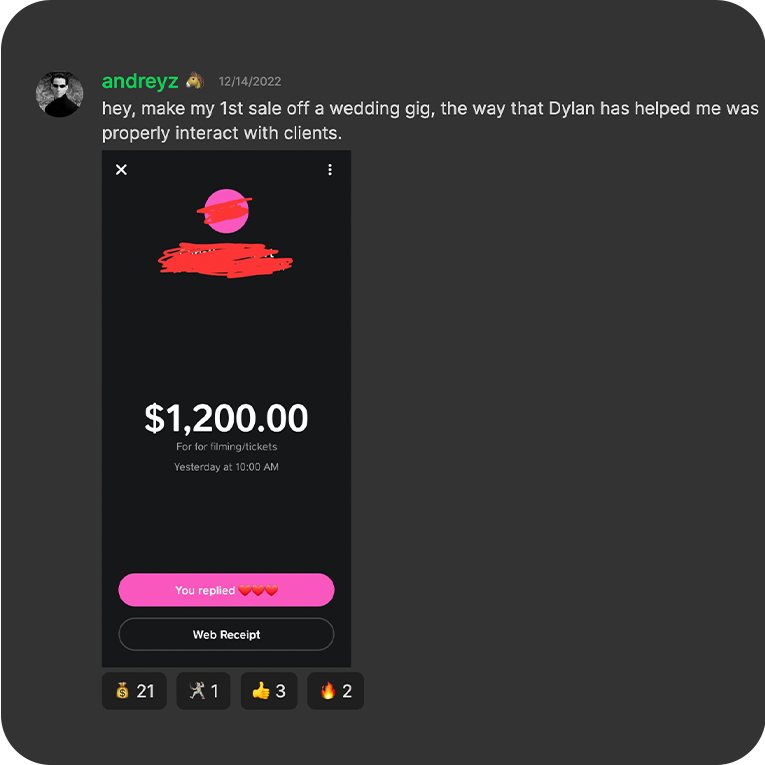 andreyz 12/14/2022
hey, make my 1st sale off a wedding gig, the way that Dylan has helped me was
properly interact with clients.
$1,200.00
For for filming/tickets
Yesterday at 10:00 AM
You replied ❤️❤️❤️
Web Receipt
💰 21 1 👍 3 🔥 2